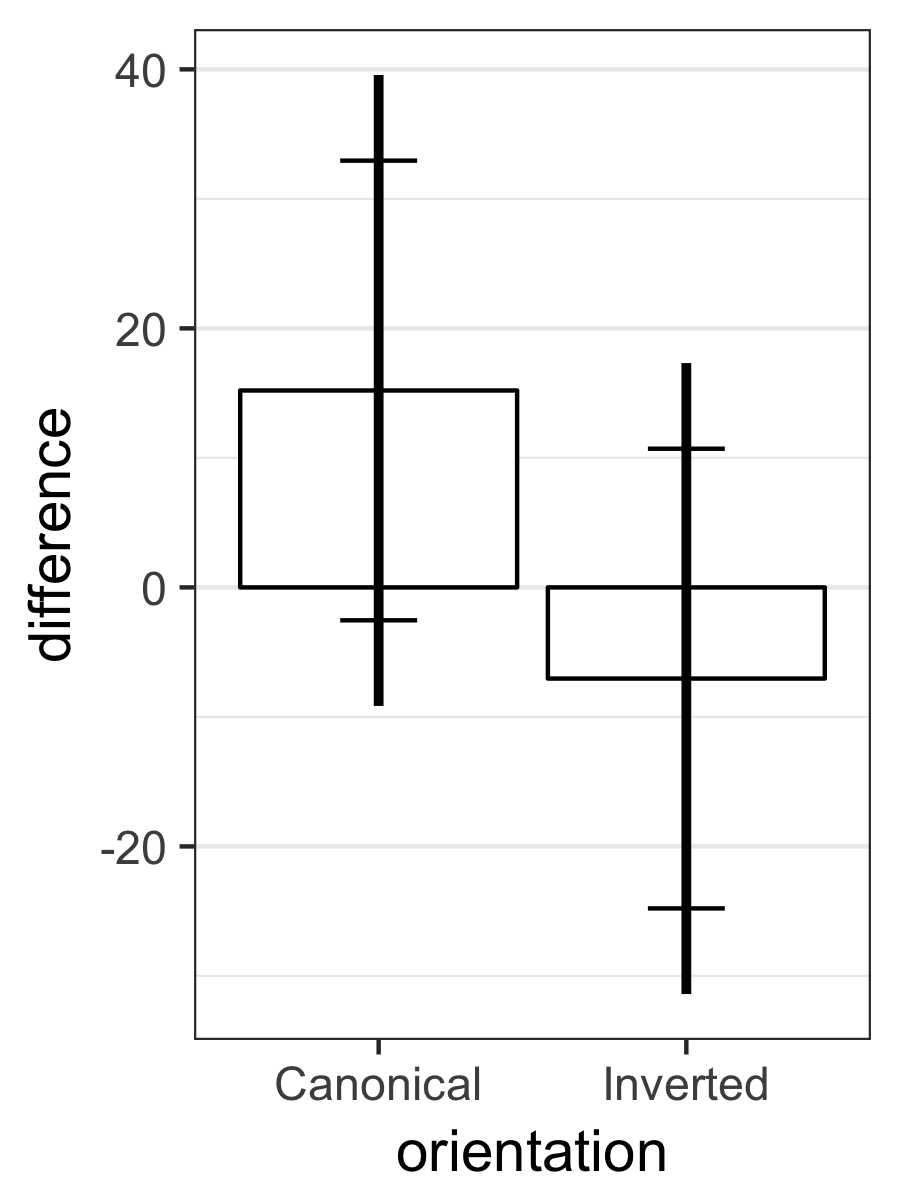 40
20
0
-20
difference
Canonical Inverted
orientation